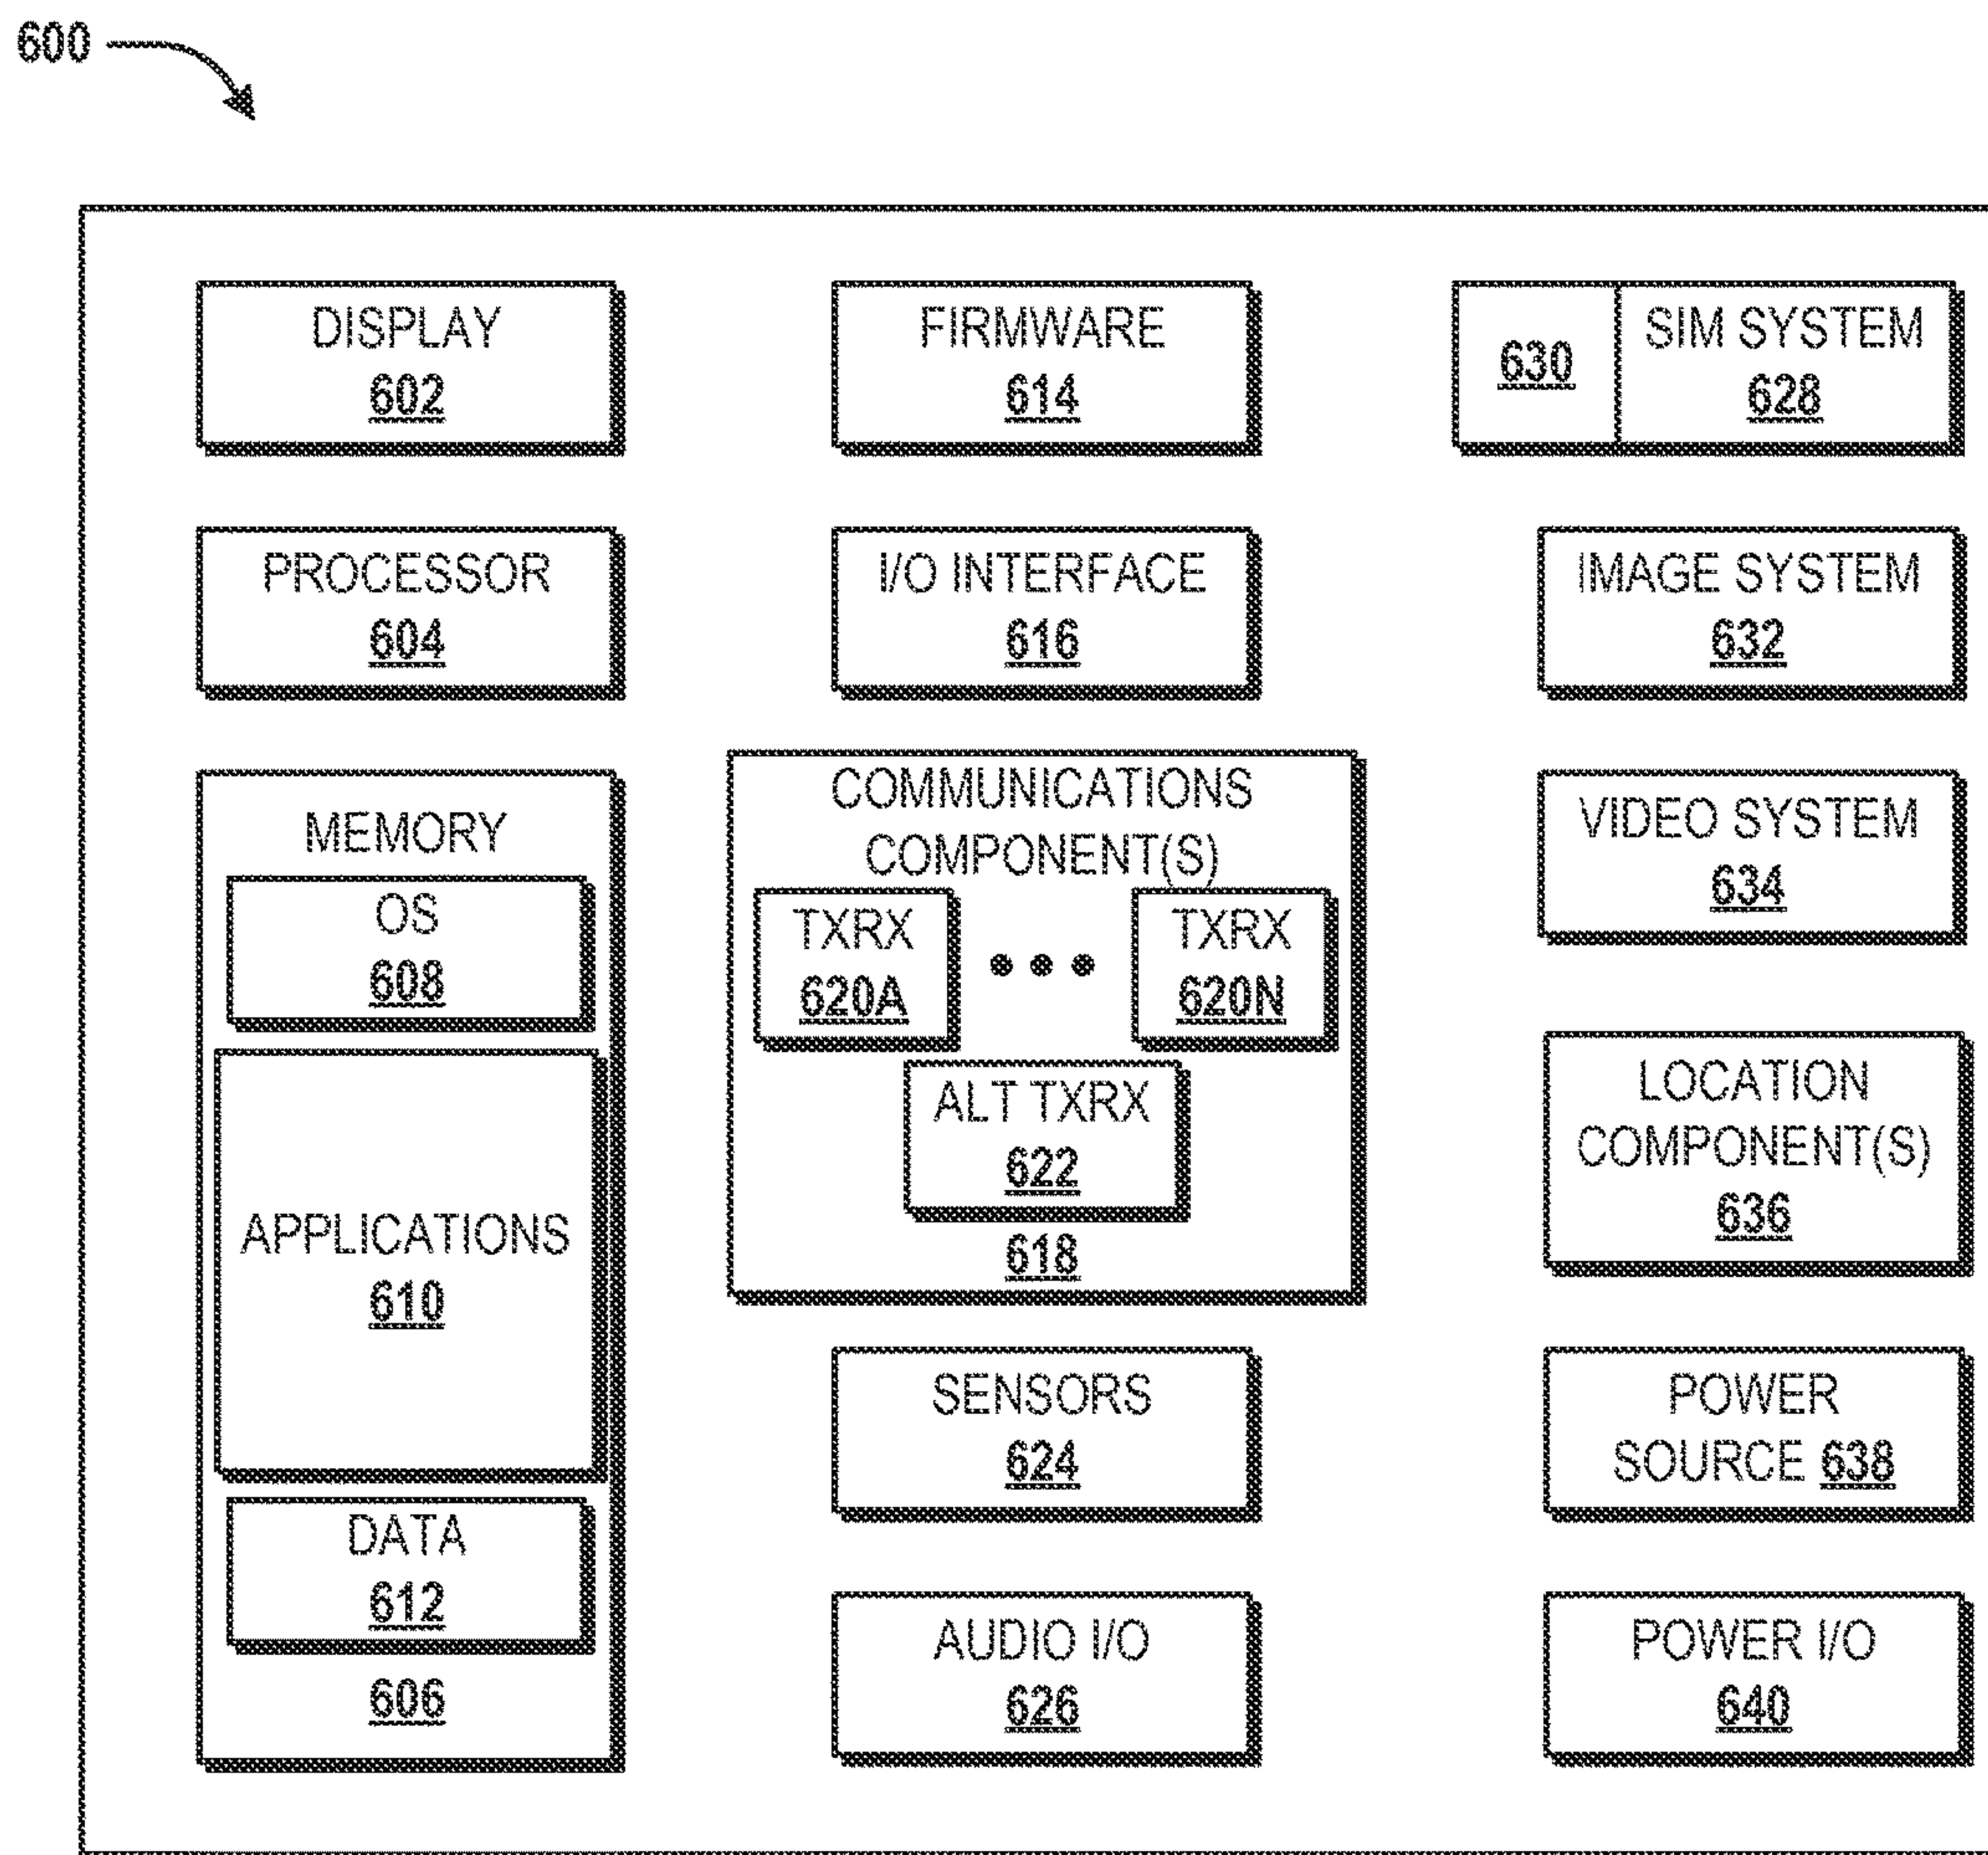 600
DISPLAY
602
PROCESSOR
604
MEMORY
OS
608
APPLICATIONS
610
DATA
612
606
FIRMWARE
614
I/O INTERFACE
616
COMMUNICATIONS
COMPONENT(S)
TXRX
620A
TXRX
620N
ALT TXRX
622
618
SENSORS
624
AUDIO I/O
626
630
SIM SYSTEM
628
IMAGE SYSTEM
632
VIDEO SYSTEM
634
LOCATION
COMPONENT(S)
636
POWER
SOURCE 638
POWER I/O
640